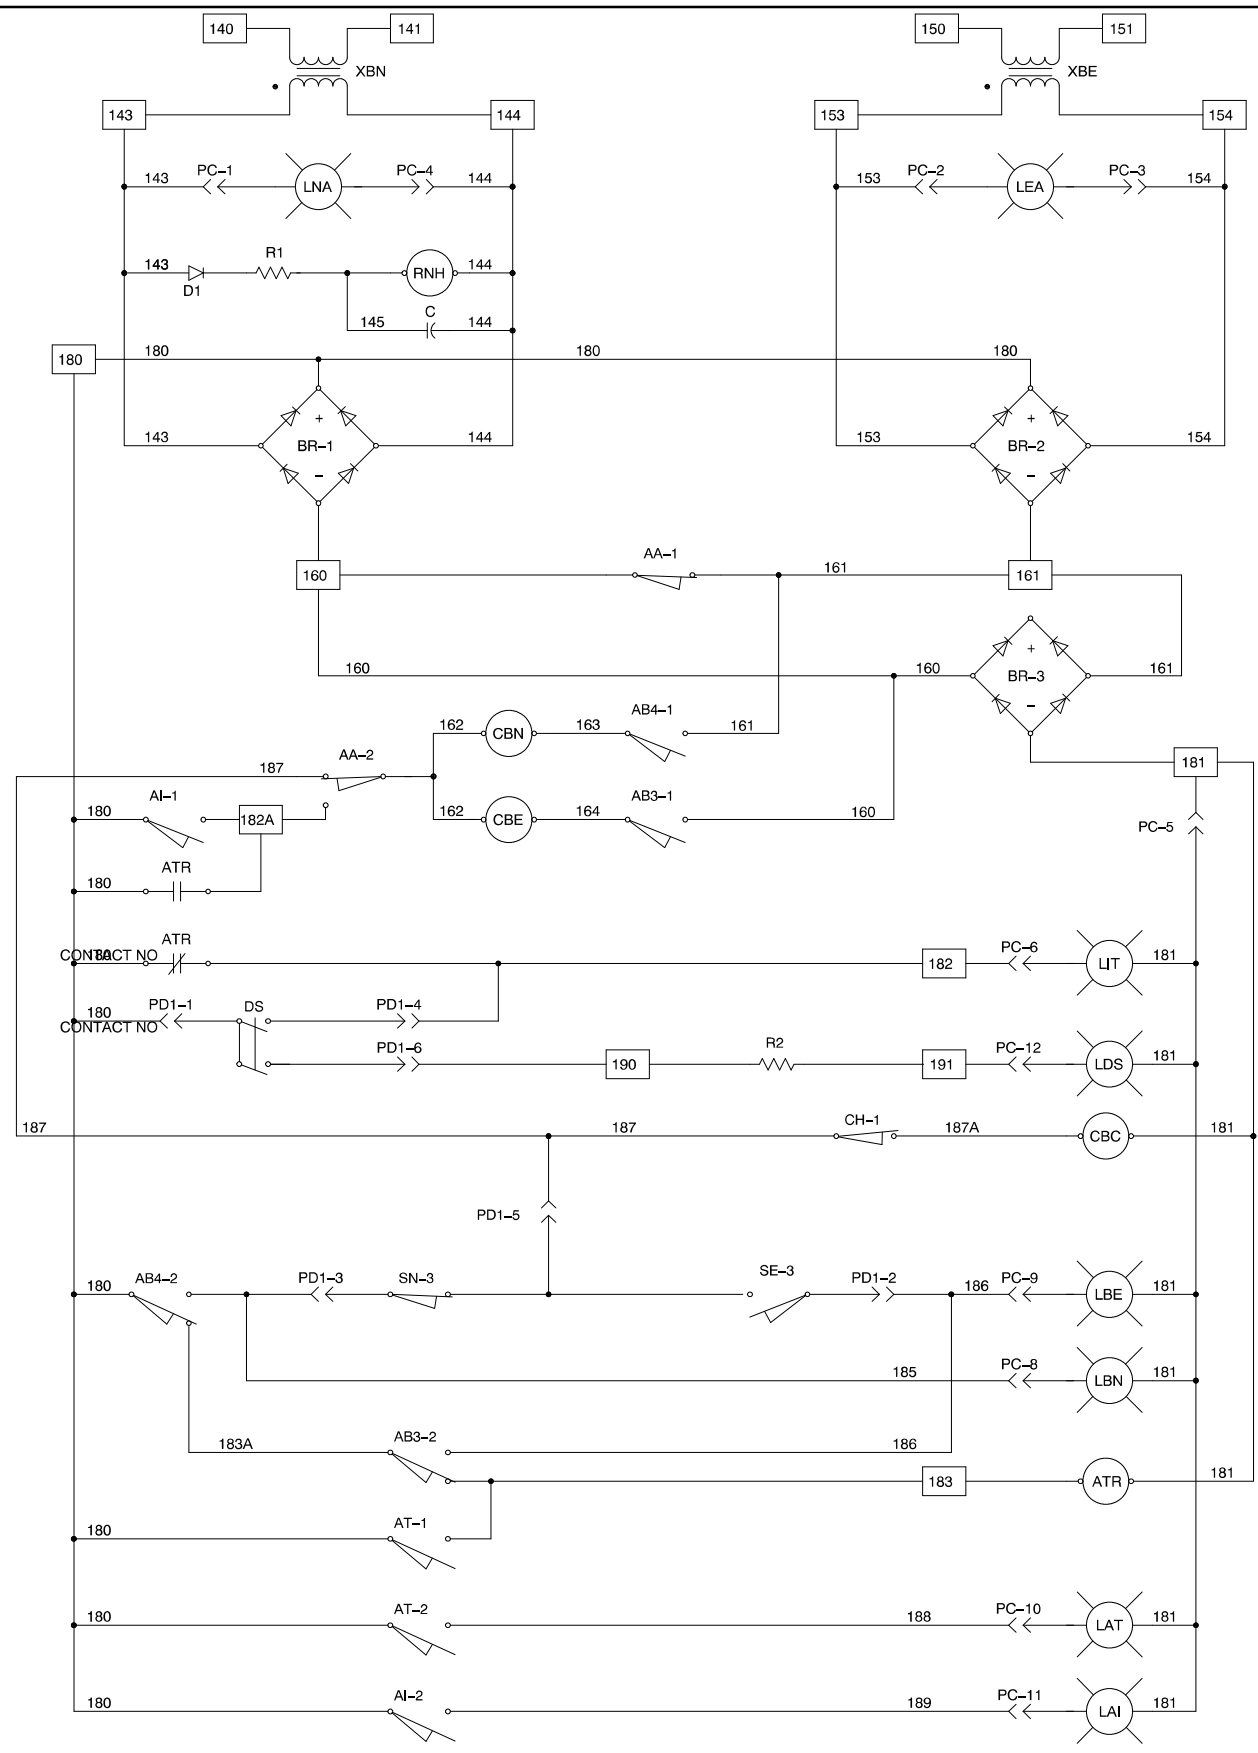 140 141 150 151
XBN XBE
143 144 153 154
143 PC-1 LNA PC-4 144 153 PC-2 LEA PC-3 154
R1
143 D1 RNH 144
C
145 144
180 180 180 180
+ +
143 BR-1 144 153 BR-2 154
- -
AA-1
160 161 161
+
160 160 BR-3 161
-
AB4-1
162 CBN 163 161
AA-2
187 181
AI-1 AB3-1
180 182A 162 CBE 164 160
PC-5
ATR
180
ATR
CONTACT NO 180 182 PC-6 LIT 181
PD1-1 DS PD1-4
180
CONTACT NO
PD1-6 R2 PC-12
190 191 LDS 181
CH-1
187 187 187A CBC 181
PD1-5
AB4-2 PD1-3 SN-3 SE-3 PD1-2 PC-9
180 186 LBE 181
PC-8
185 LBN 181
AB3-2
183A 186
183 ATR 181
AT-1
180
AT-2 PC-10
180 188 LAT 181
AI-2 PC-11
180 189 LAI 181